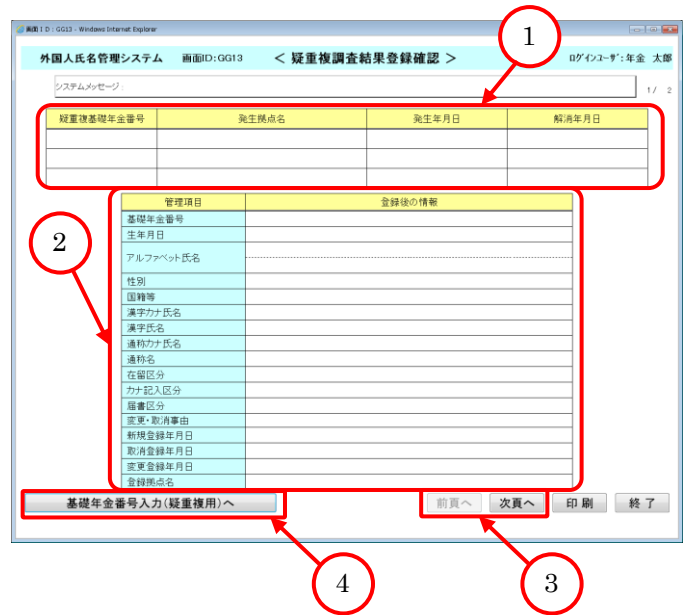 画面ID：GG13 - Windows Internet Explorer
外国人氏名管理システム 画面ID:GG13 ＜ 疑重複調査結果登録確認 ＞ ﾛｸﾞｲﾝﾕｰｻﾞ：年金 太郎
1
システムメッセージ：
1/ 2
疑重複基礎年金番号 発生拠点名 発生年月日 解消年月日
管理項目 登録後の情報
2
基礎年金番号
生年月日
アルファベット氏名
性別
国籍等
漢字カナ氏名
漢字氏名
通称カナ氏名
通称名
在留区分
カナ記入区分
届書区分
変更・取消事由
新規登録年月日
取消登録年月日
変更登録年月日
登録拠点名
基礎年金番号入力(疑重複用)へ 前頁へ 次頁へ 印刷 終了
4 3